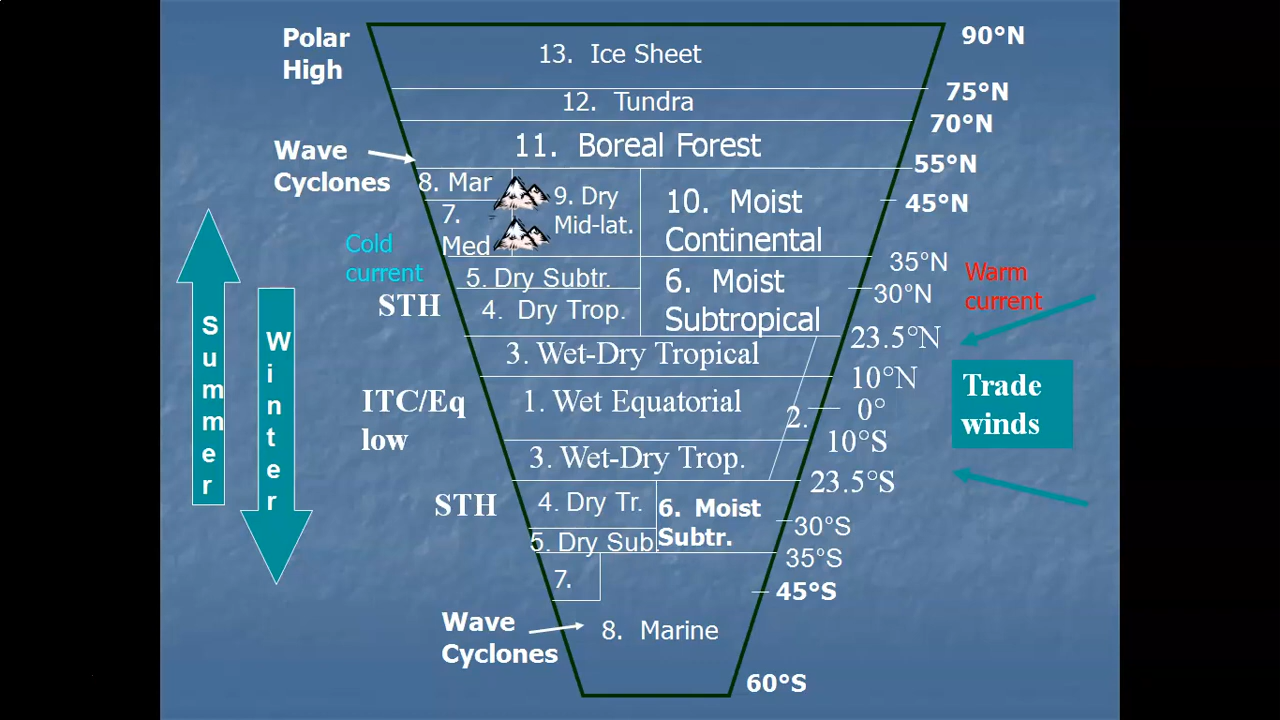 Polar
High
13. Ice Sheet
90°N
75°N
12. Tundra
70°N
11. Boreal Forest
Wave
Cyclones
55°N
8. Mar
9. Dry
Mid-lat.
10. Moist
Continental
45°N
7.
Med
Cold
current
35°N
Warm
current
5. Dry Subtr.
6. Moist
Subtropical
30°N
STH
4. Dry Trop.
23.5°N
3. Wet-Dry Tropical
10°N
Trade
winds
ITC/Eq
low
1. Wet Equatorial
2.
0°
10°S
3. Wet-Dry Trop.
23.5°S
STH
4. Dry Tr.
6. Moist
Subtr.
30°S
5. Dry Sub.
35°S
7.
45°S
Wave
Cyclones
8. Marine
60°S
Summer
Winter